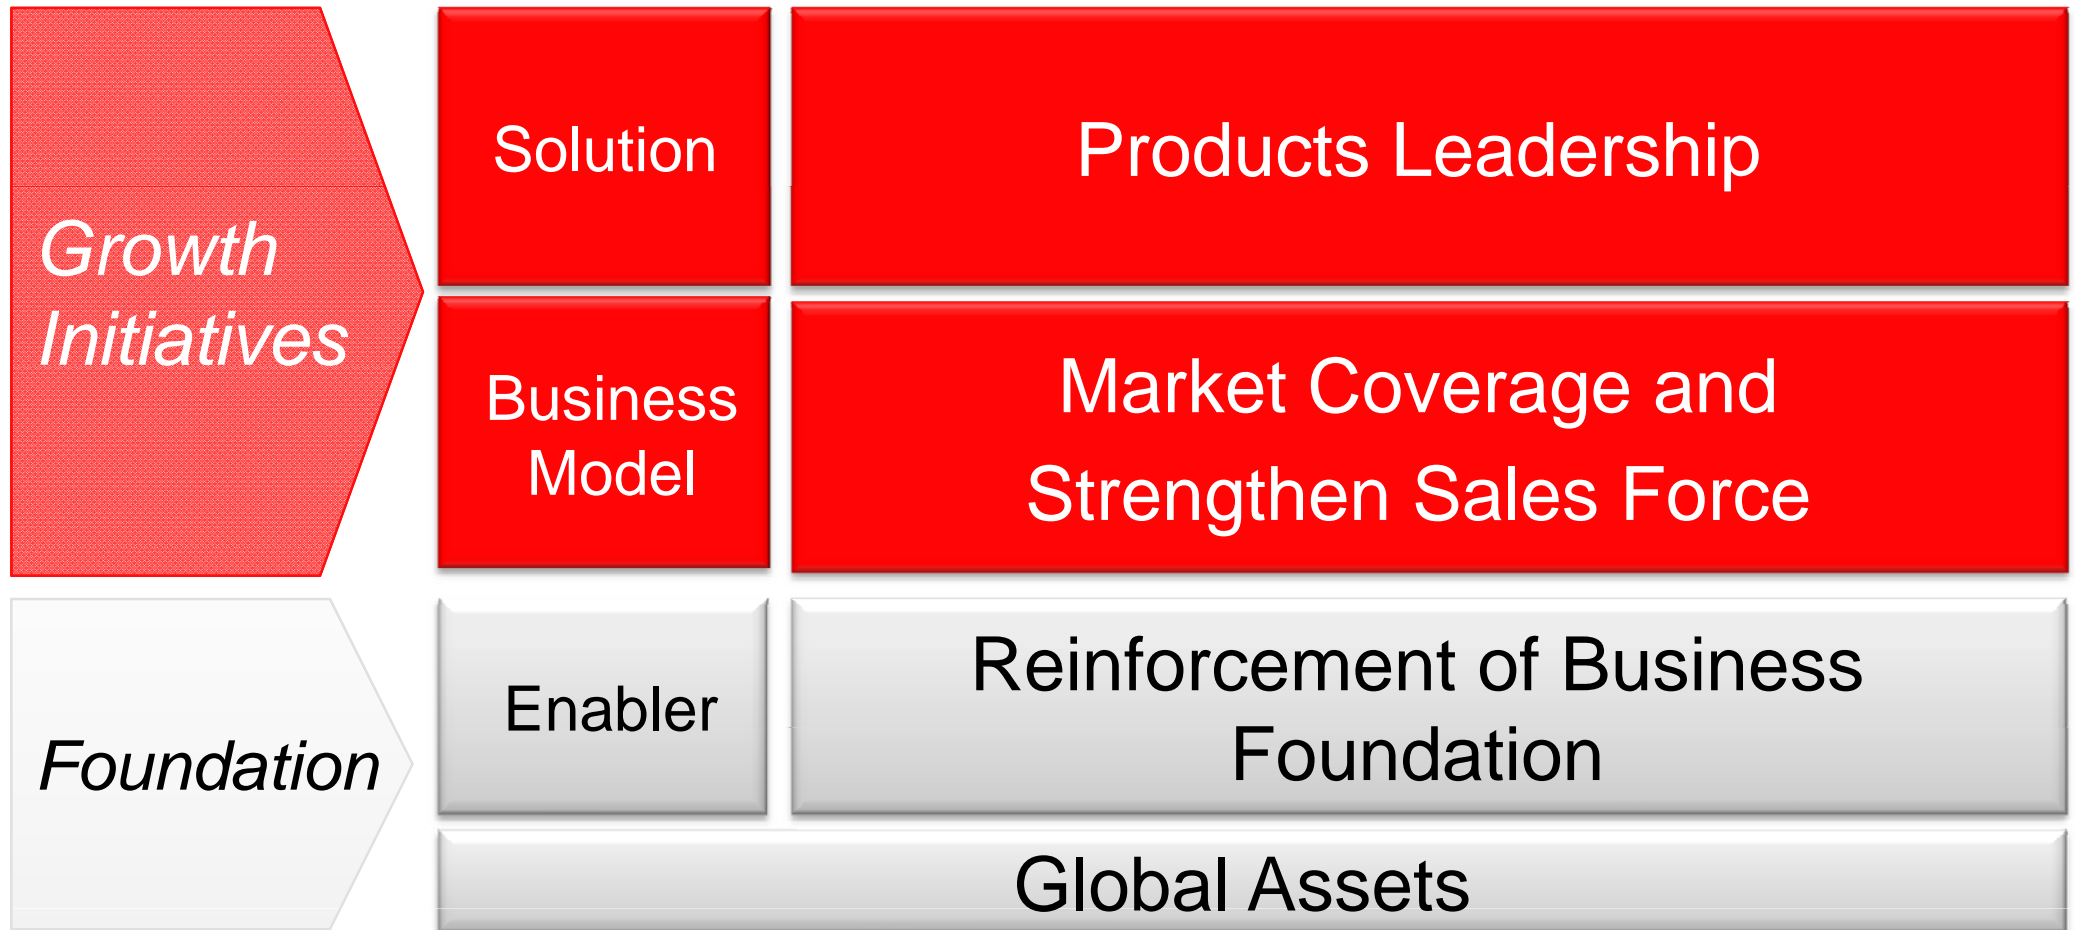 Growth
Initiatives
Solution
Products Leadership
Business
Model
Market Coverage and
Strengthen Sales Force
Foundation
Enabler
Reinforcement of Business
Foundation
Global Assets